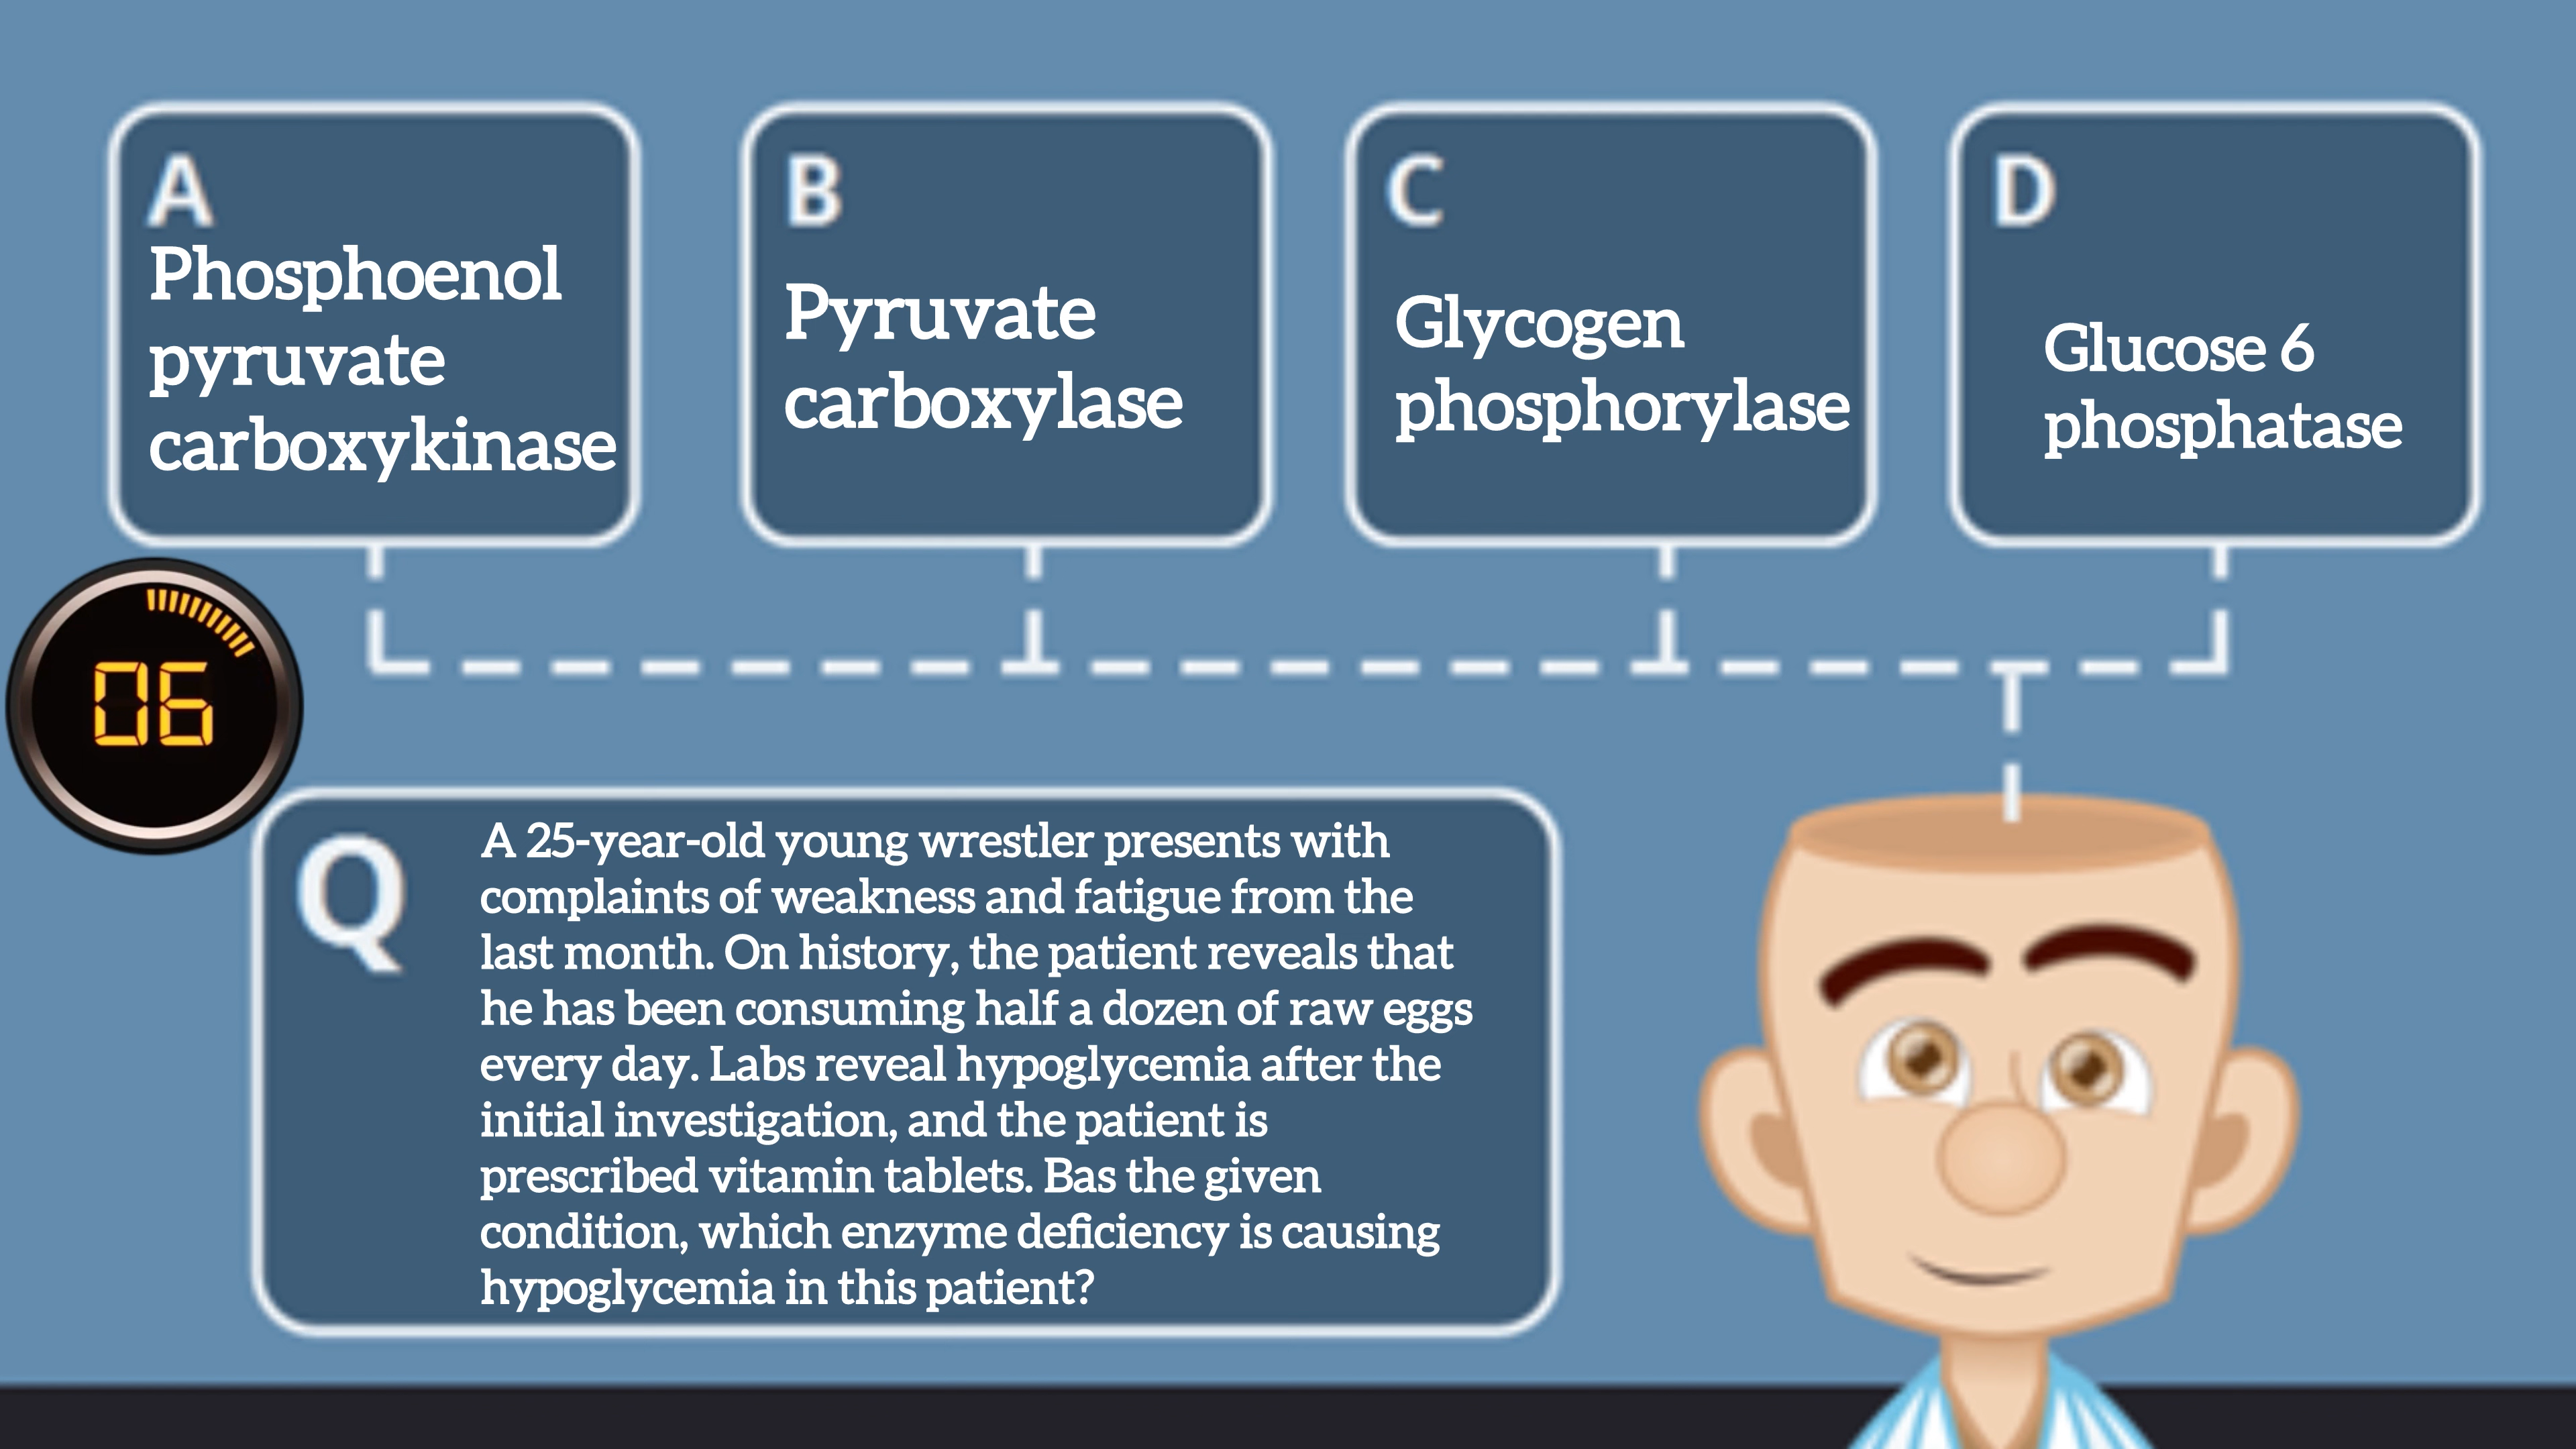 A
Phosphoenol
pyruvate
carboxykinase
B
Pyruvate
carboxylase
C
Glycogen
phosphorylase
D
Glucose 6
phosphatase
06
Q
A 25-year-old young wrestler presents with
complaints of weakness and fatigue from the
last month. On history, the patient reveals that
he has been consuming half a dozen of raw eggs
every day. Labs reveal hypoglycemia after the
initial investigation, and the patient is
prescribed vitamin tablets. Bas the given
condition, which enzyme deficiency is causing
hypoglycemia in this patient?